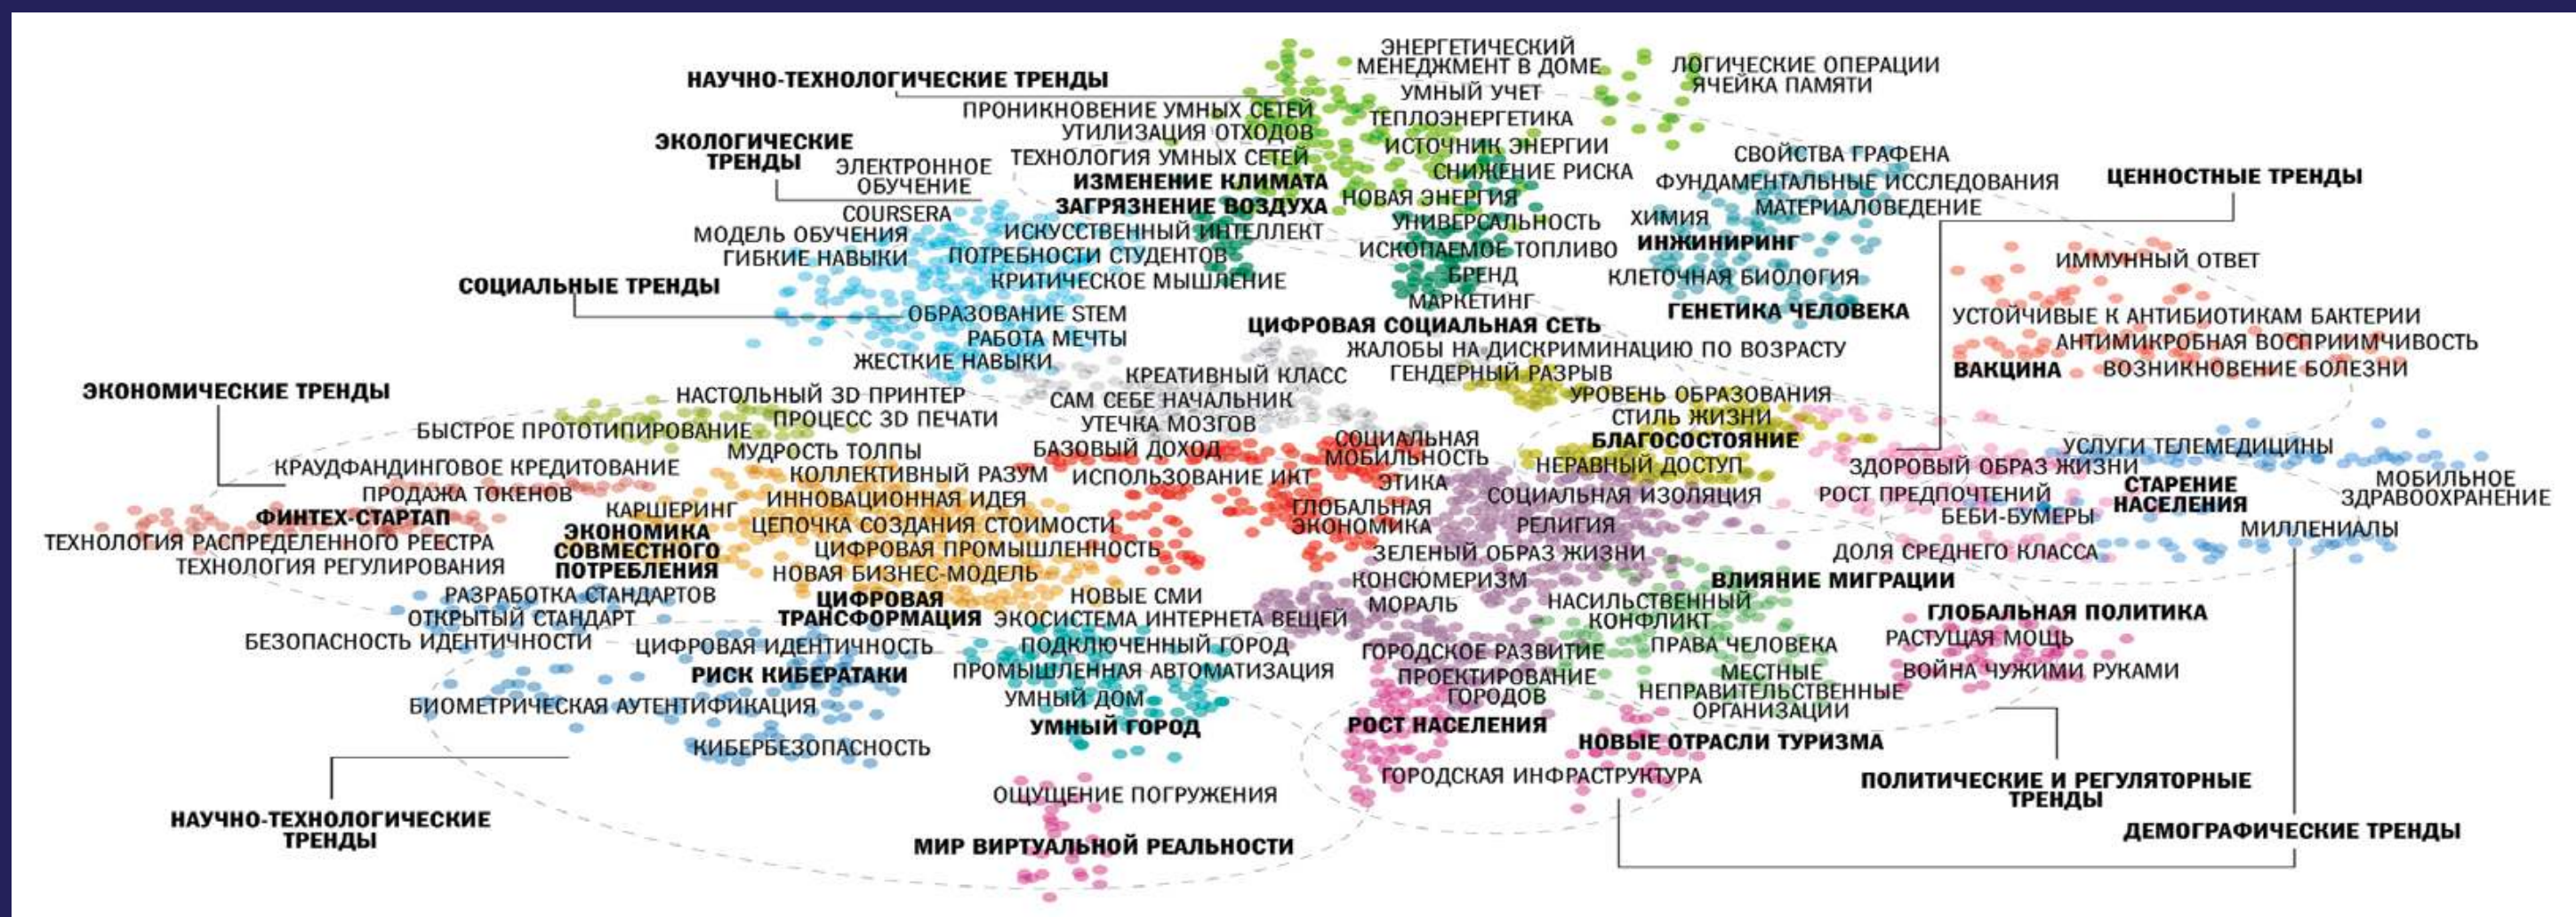 НАУЧНО-ТЕХНОЛОГИЧЕСКИЕ ТРЕНДЫ
ПРОНИКНОВЕНИЕ УМНЫХ СЕТЕЙ
УТИЛИЗАЦИЯ ОТХОДОВ
ТЕХНОЛОГИЯ УМНЫХ СЕТЕЙ
ИЗМЕНЕНИЕ КЛИМАТА
ЗАГРЯЗНЕНИЕ ВОЗДУХА
ИСКУССТВЕННЫЙ ИНТЕЛЛЕКТ
ПОТРЕБНОСТИ СТУДЕНТОВ
КРИТИЧЕСКОЕ МЫШЛЕНИЕ
ЭНЕРГЕТИЧЕСКИЙ
МЕНЕДЖМЕНТ В ДОМЕ
УМНЫЙ УЧЕТ
ТЕПЛОЭНЕРГЕТИКА
ИСТОЧНИК ЭНЕРГИИ
СНИЖЕНИЕ РИСКА
НОВАЯ ЭНЕРГИЯ
УНИВЕРСАЛЬНОСТЬ
ИСКОПАЕМОЕ ТОПЛИВО
БРЕНД
МАРКЕТИНГ
ЛОГИЧЕСКИЕ ОПЕРАЦИИ
ЯЧЕЙКА ПАМЯТИ
СВОЙСТВА ГРАФЕНА
ФУНДАМЕНТАЛЬНЫЕ ИССЛЕДОВАНИЯ
МАТЕРИАЛОВЕДЕНИЕ
ХИМИЯ
ИНЖИНИРИНГ
КЛЕТОЧНАЯ БИОЛОГИЯ
ГЕНЕТИКА ЧЕЛОВЕКА
ЦЕННОСТНЫЕ ТРЕНДЫ
ИММУННЫЙ ОТВЕТ
УСТОЙЧИВЫЕ К АНТИБИОТИКАМ БАКТЕРИИ
АНТИМИКРОБНАЯ ВОСПРИИМЧИВОСТЬ
ВАКЦИНА
ВОЗНИКНОВЕНИЕ БОЛЕЗНИ
ЭКОЛОГИЧЕСКИЕ
ТРЕНДЫ
ЭЛЕКТРОННОЕ
ОБУЧЕНИЕ
COURSERA
МОДЕЛЬ ОБУЧЕНИЯ
ГИБКИЕ НАВЫКИ
СОЦИАЛЬНЫЕ ТРЕНДЫ
ОБРАЗОВАНИЕ STEM
РАБОТА МЕЧТЫ
ЖЕСТКИЕ НАВЫКИ
ЦИФРОВАЯ СОЦИАЛЬНАЯ СЕТЬ
ЖАЛОБЫ НА ДИСКРИМИНАЦИЮ ПО ВОЗРАСТУ
ГЕНДЕРНЫЙ РАЗРЫВ
УРОВЕНЬ ОБРАЗОВАНИЯ
СТИЛЬ ЖИЗНИ
БЛАГОСОСТОЯНИЕ
НЕРАВНЫЙ ДОСТУП
СОЦИАЛЬНАЯ ИЗОЛЯЦИЯ
РЕЛИГИЯ
ЗЕЛЕНЫЙ ОБРАЗ ЖИЗНИ
КОНСЮМЕРИЗМ
МОРАЛЬ
КРЕАТИВНЫЙ КЛАСС
САМ СЕБЕ НАЧАЛЬНИК
УТЕЧКА МОЗГОВ
БАЗОВЫЙ ДОХОД
ИСПОЛЬЗОВАНИЕ ИКТ
СОЦИАЛЬНАЯ
МОБИЛЬНОСТЬ
ЭТИКА
ГЛОБАЛЬНАЯ
ЭКОНОМИКА
ЭКОНОМИЧЕСКИЕ ТРЕНДЫ
НАСТОЛЬНЫЙ 3D ПРИНТЕР
ПРОЦЕСС 3D ПЕЧАТИ
БЫСТРОЕ ПРОТОТИПИРОВАНИЕ
МУДРОСТЬ ТОЛПЫ
КРАУДФАНДИНГОВОЕ КРЕДИТОВАНИЕ
КОЛЛЕКТИВНЫЙ РАЗУМ
ПРОДАЖА ТОКЕНОВ
ИННОВАЦИОННАЯ ИДЕЯ
КАРШЕРИНГ
ФИНТЕХ-СТАРТАП
ЦЕПОЧКА СОЗДАНИЯ СТОИМОСТИ
ТЕХНОЛОГИЯ РАСПРЕДЕЛЕННОГО РЕЕСТРА
ЭКОНОМИКА
СОВМЕСТНОГО
ПОТРЕБЛЕНИЯ
ЦИФРОВАЯ ПРОМЫШЛЕННОСТЬ
ТЕХНОЛОГИЯ РЕГУЛИРОВАНИЯ
НОВАЯ БИЗНЕС-МОДЕЛЬ
РАЗРАБОТКА СТАНДАРТОВ
ОТКРЫТЫЙ СТАНДАРТ
БЕЗОПАСНОСТЬ ИДЕНТИЧНОСТИ
ЦИФРОВАЯ
ТРАНСФОРМАЦИЯ
НОВЫЕ СМИ
ЭКОСИСТЕМА ИНТЕРНЕТА ВЕЩЕЙ
ЦИФРОВАЯ ИДЕНТИЧНОСТЬ
ПОДКЛЮЧЕННЫЙ ГОРОД
РИСК КИБЕРАТАКИ
ПРОМЫШЛЕННАЯ АВТОМАТИЗАЦИЯ
БИОМЕТРИЧЕСКАЯ АУТЕНТИФИКАЦИЯ
УМНЫЙ ДОМ
УМНЫЙ ГОРОД
КИБЕРБЕЗОПАСНОСТЬ
НАУЧНО-ТЕХНОЛОГИЧЕСКИЕ
ТРЕНДЫ
ОЩУЩЕНИЕ ПОГРУЖЕНИЯ
МИР ВИРТУАЛЬНОЙ РЕАЛЬНОСТИ
УСЛУГИ ТЕЛЕМЕДИЦИНЫ
ЗДОРОВЫЙ ОБРАЗ ЖИЗНИ
МОБИЛЬНОЕ
ЗДРАВООХРАНЕНИЕ
СТАРЕНИЕ
НАСЕЛЕНИЯ
РОСТ ПРЕДПОЧТЕНИЙ
БЕБИ-БУМЕРЫ
МИЛЛЕНИАЛЫ
ДОЛЯ СРЕДНЕГО КЛАССА
ВЛИЯНИЕ МИГРАЦИИ
НАСИЛЬСТВЕННЫЙ
КОНФЛИКТ
ГЛОБАЛЬНАЯ ПОЛИТИКА
РАСТУЩАЯ МОЩЬ
ВОЙНА ЧУЖИМИ РУКАМИ
ПРАВА ЧЕЛОВЕКА
ГОРОДСКОЕ РАЗВИТИЕ
ПРОЕКТИРОВАНИЕ
ГОРОДОВ
МЕСТНЫЕ
НЕПРАВИТЕЛЬСТВЕННЫЕ
ОРГАНИЗАЦИИ
РОСТ НАСЕЛЕНИЯ
НОВЫЕ ОТРАСЛИ ТУРИЗМА
ГОРОДСКАЯ ИНФРАСТРУКТУРА
ПОЛИТИЧЕСКИЕ И РЕГУЛЯТОРНЫЕ
ТРЕНДЫ
ДЕМОГРАФИЧЕСКИЕ ТРЕНДЫ